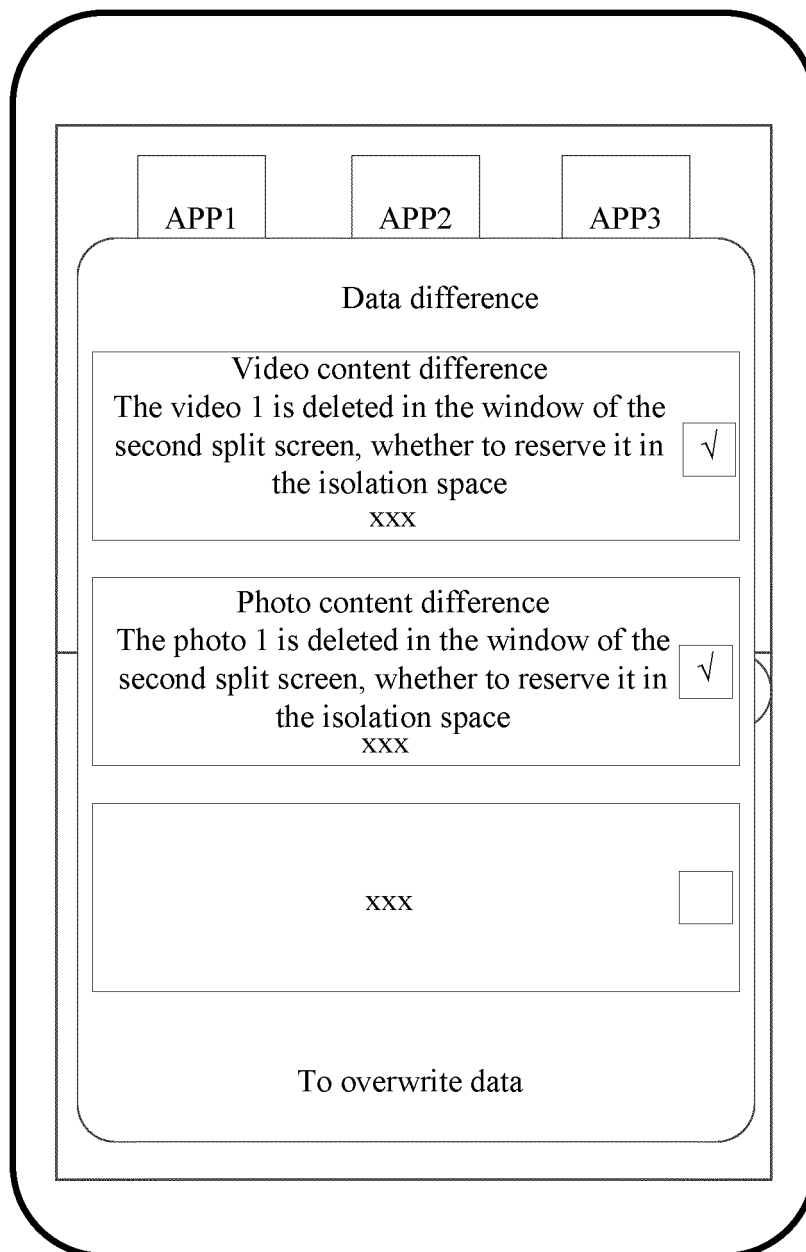 APP1 APP2 APP3
Data difference
Video content difference
The video 1 is deleted in the window of the
second split screen, whether to reserve it in
the isolation space
xxx
√
Photo content difference
The photo 1 is deleted in the window of the
second split screen, whether to reserve it in
the isolation space
xxx
√
xxx
To overwrite data